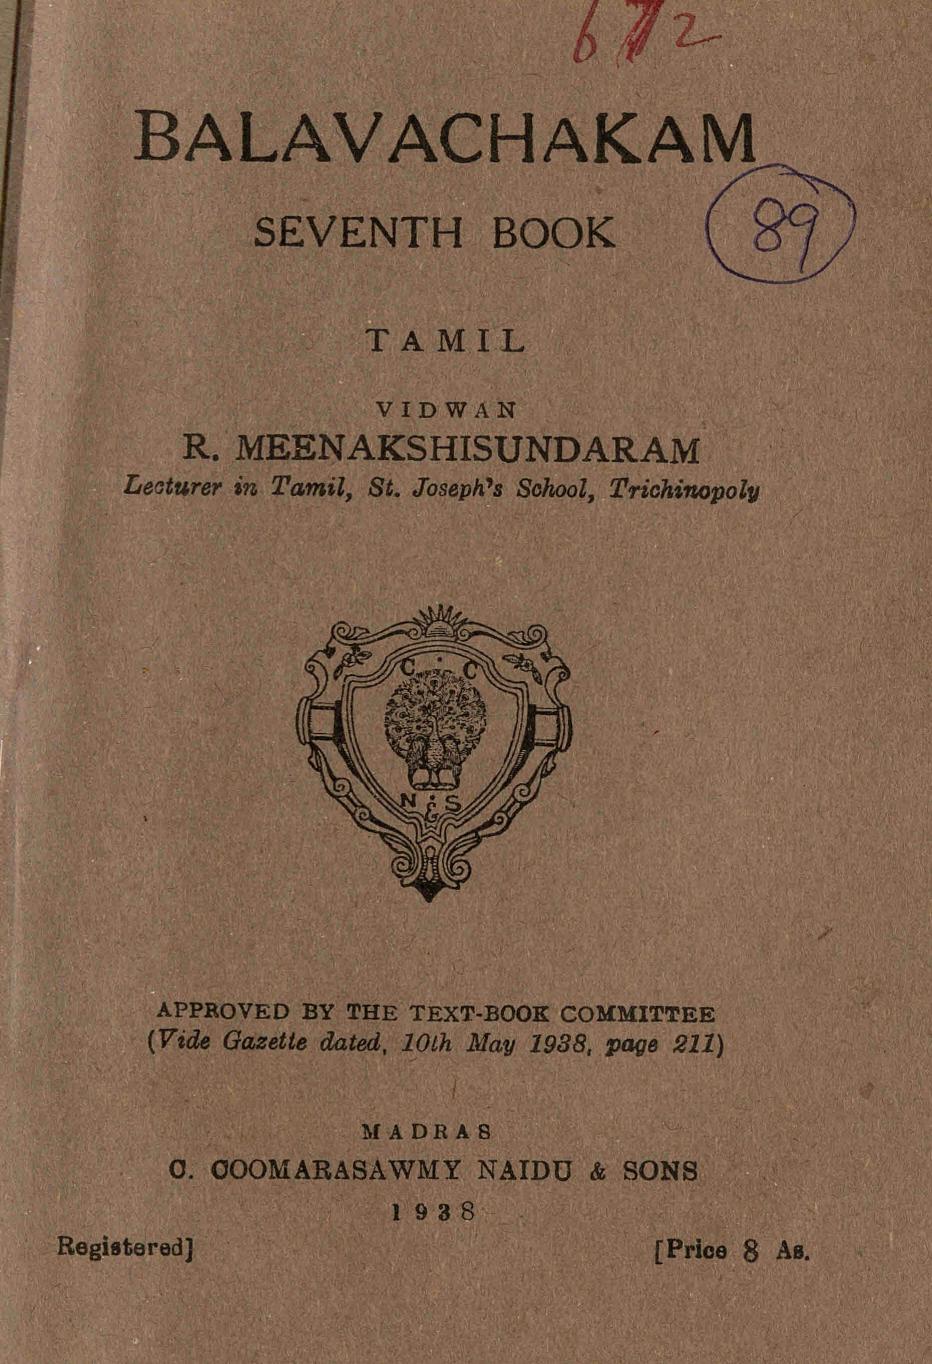 672
BALAVACHAKAM
SEVENTH BOOK
89
TAMIL
VIDWAN
R. MEENAKSHISUNDARAM
Lecturer in Tamil, St. Joseph's School, Trichinopoly
C. C
N & S
APPROVED BY THE TEXT-BOOK COMMITTEE
(Vide Gazette dated, 10th May 1938, page 211)
MADRAS
C. COOMARASAWMY NAIDU & SONS
1938
Registered] [Price 8 As.